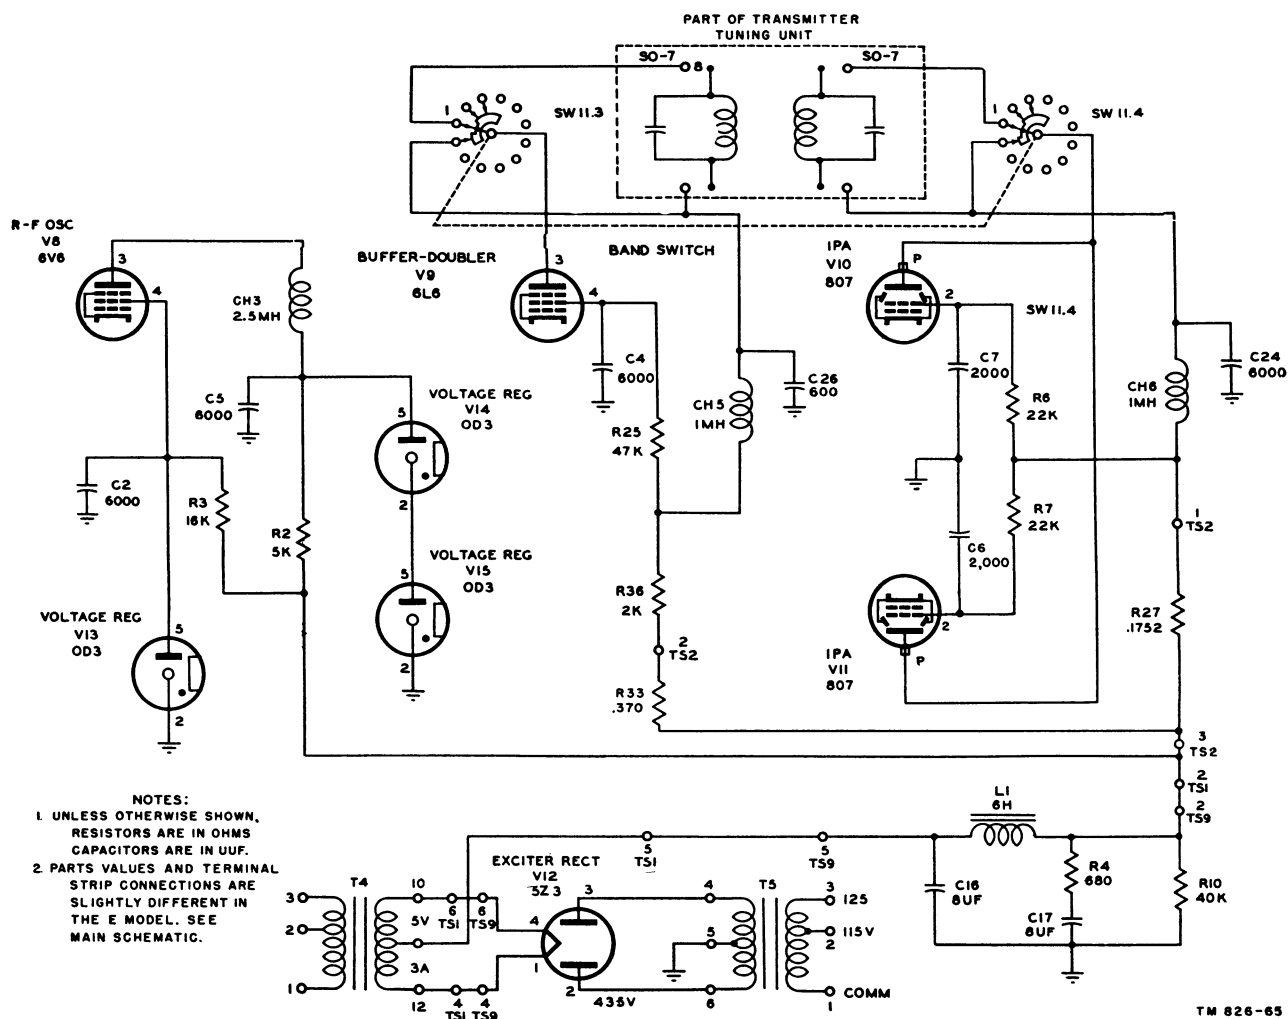 PART OF TRANSMITTER
TUNING UNIT
SO-7
8
SO-7
1
SW11.3
1
SW11.4
R-F OSC
V8
6V6
3
4
CH3
2.5MH
BUFFER-DOUBLER
V9
6L6
3
4
BAND SWITCH
IPA
V10
807
P
2
SW11.4
C5
6000
VOLTAGE REG
V14
OD3
5
2
C4
6000
R25
47K
CH5
1MH
C26
600
C7
2000
R6
22K
CH6
1MH
C24
6000
C2
6000
R3
16K
R2
5K
VOLTAGE REG
V15
OD3
5
2
R7
22K
C6
2,000
1
TS2
VOLTAGE REG
V13
OD3
5
2
R36
2K
2
TS2
R33
.370
IPA
V11
807
2
P
R27
.1752
3
TS2
2
TS1
2
TS9
NOTES:
1. UNLESS OTHERWISE SHOWN,
RESISTORS ARE IN OHMS
CAPACITORS ARE IN UUF.
2. PARTS VALUES AND TERMINAL
STRIP CONNECTIONS ARE
SLIGHTLY DIFFERENT IN
THE E MODEL. SEE
MAIN SCHEMATIC.
L1
6H
5
TS1
5
TS9
EXCITER RECT
V12
5Z3
3
4
1
2
435V
T4
3
2
1
10
5V
3A
12
6
TS1
6
TS9
4
TS1
4
TS9
4
5
6
T5
3
125
115V
2
COMM
1
C16
8UF
R4
680
C17
8UF
R10
40K
TM 826-65